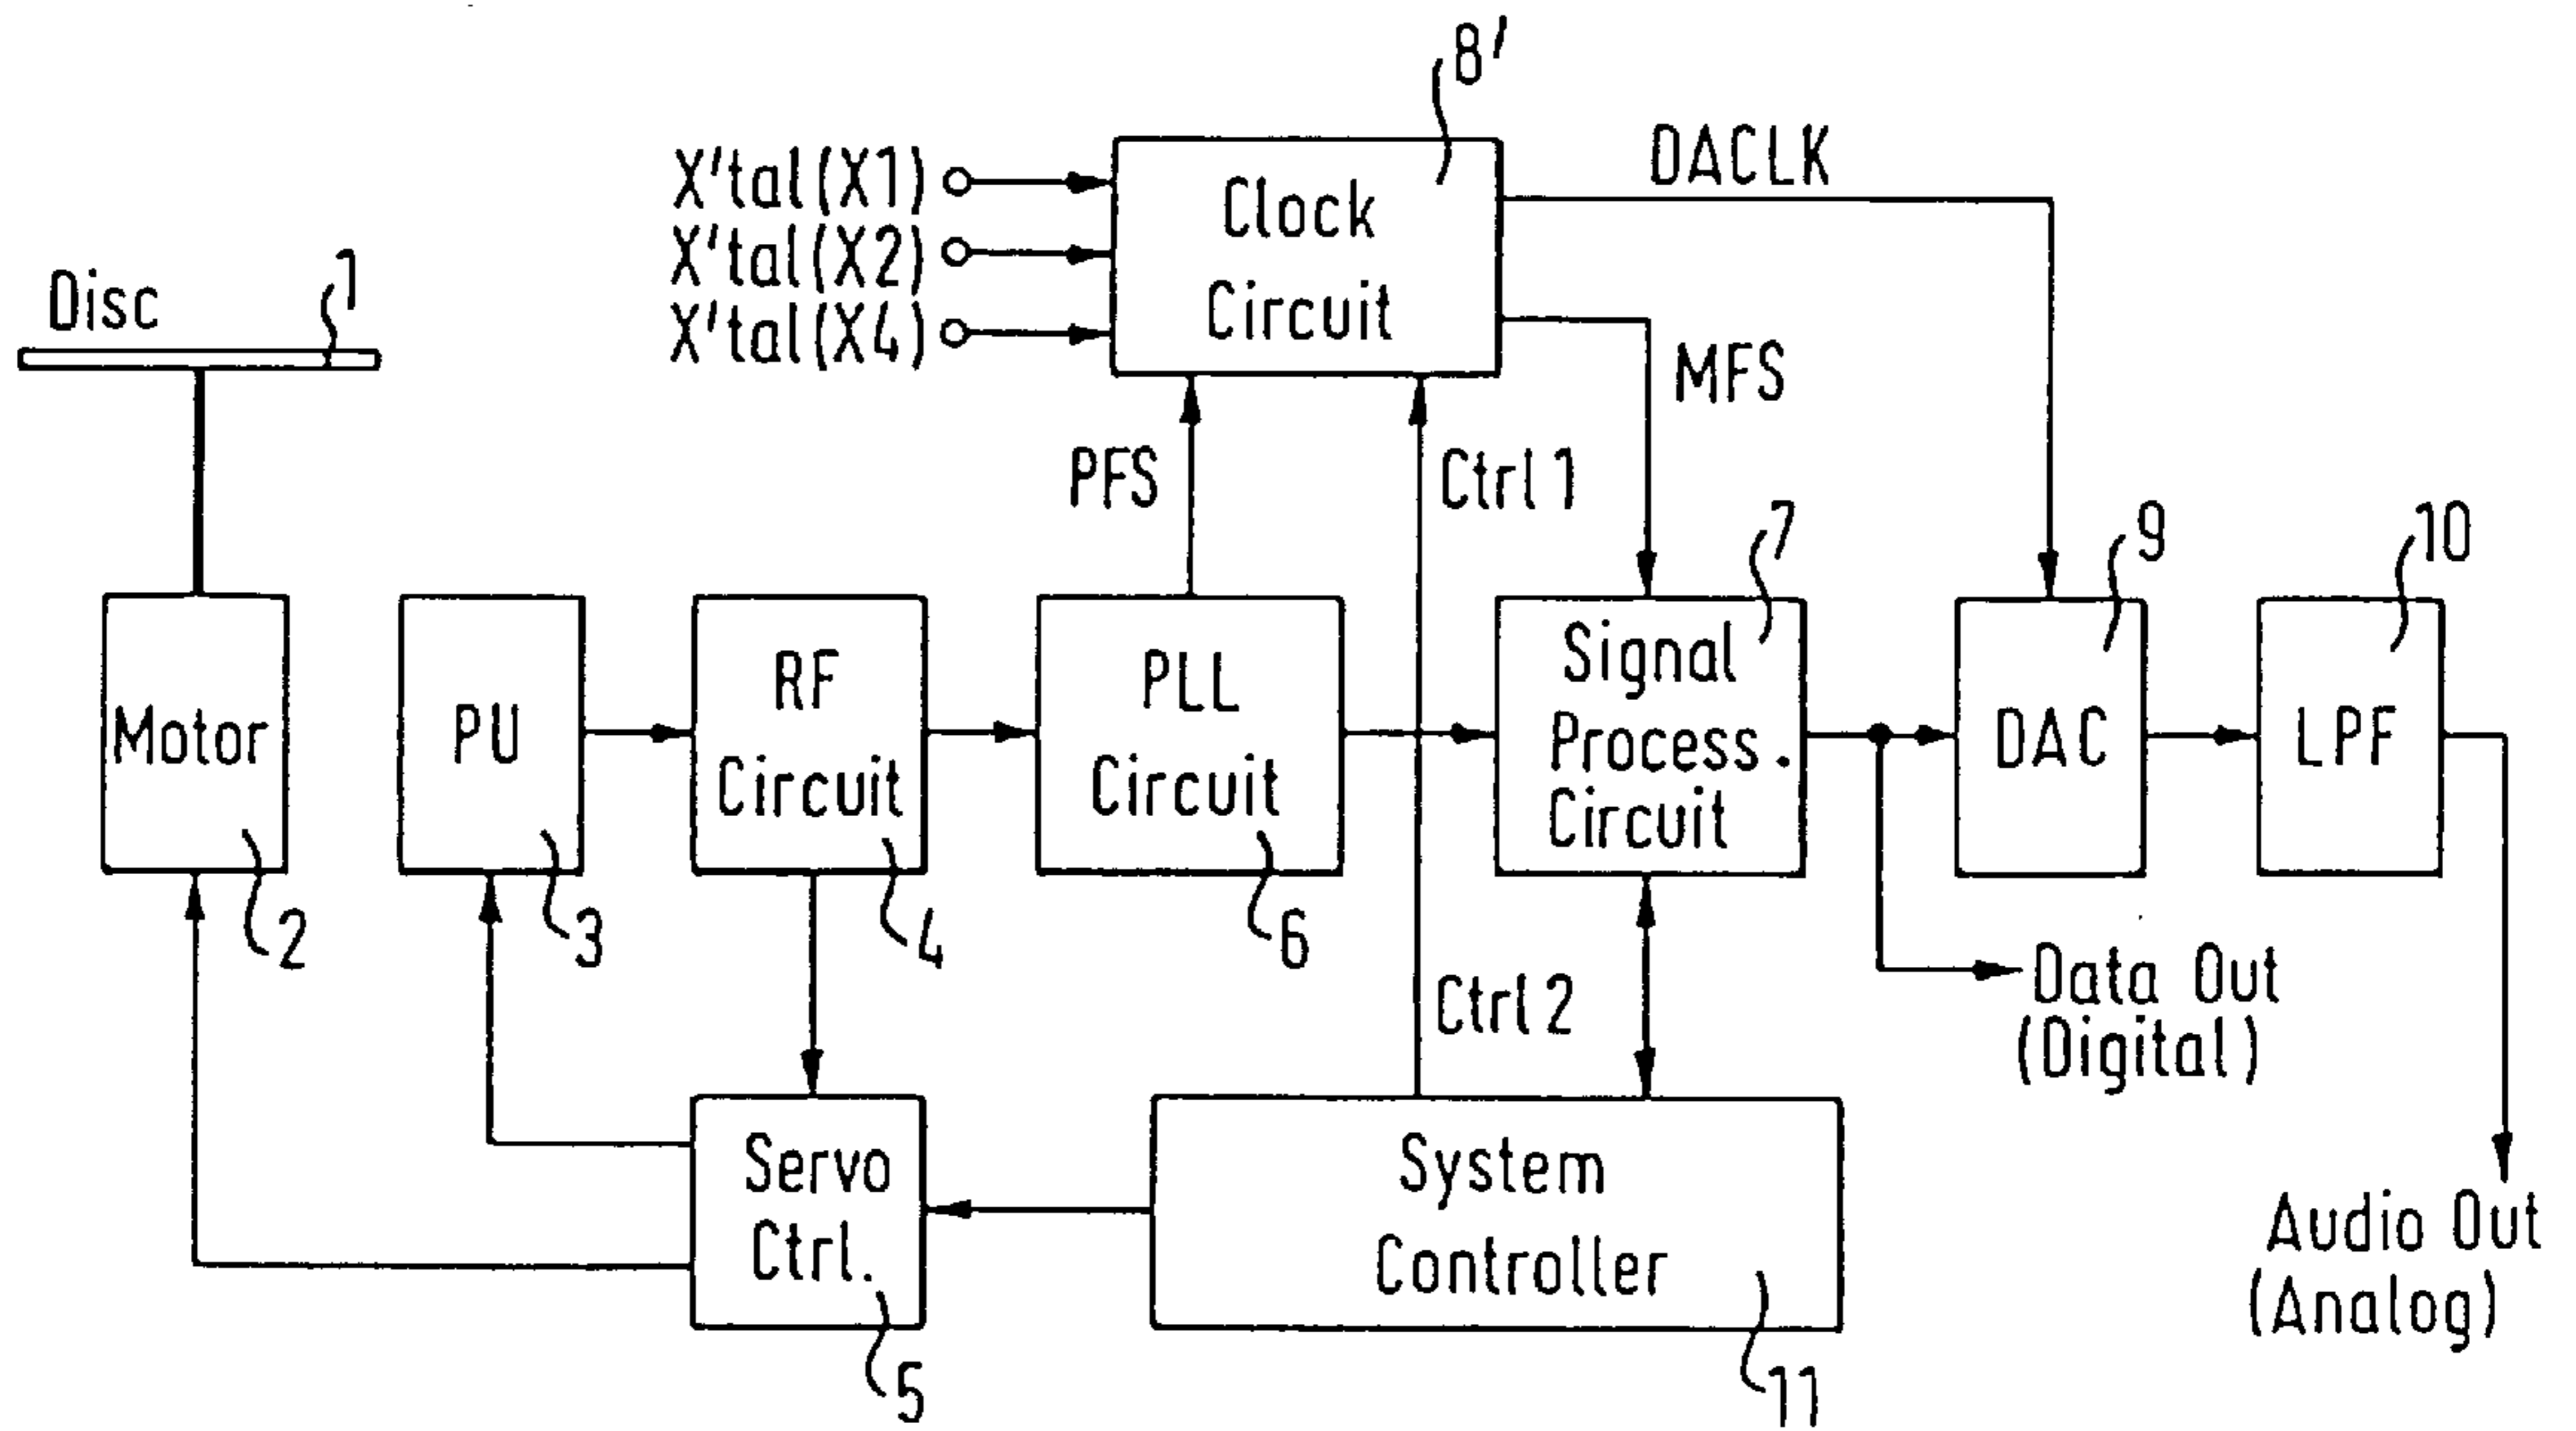 8'
DACLK
X'tal(X1)
Clock
Circuit
X'tal(X2)
X'tal(X4)
Disc
1
MFS
PFS
Ctrl 1
7
9
10
Motor
2
PU
3
RF
Circuit
4
PLL
Circuit
6
Signal
Process.
Circuit
DAC
LPF
Ctrl 2
Data Out
(Digital)
Servo
Ctrl.
5
System
Controller
11
Audio Out
(Analog)